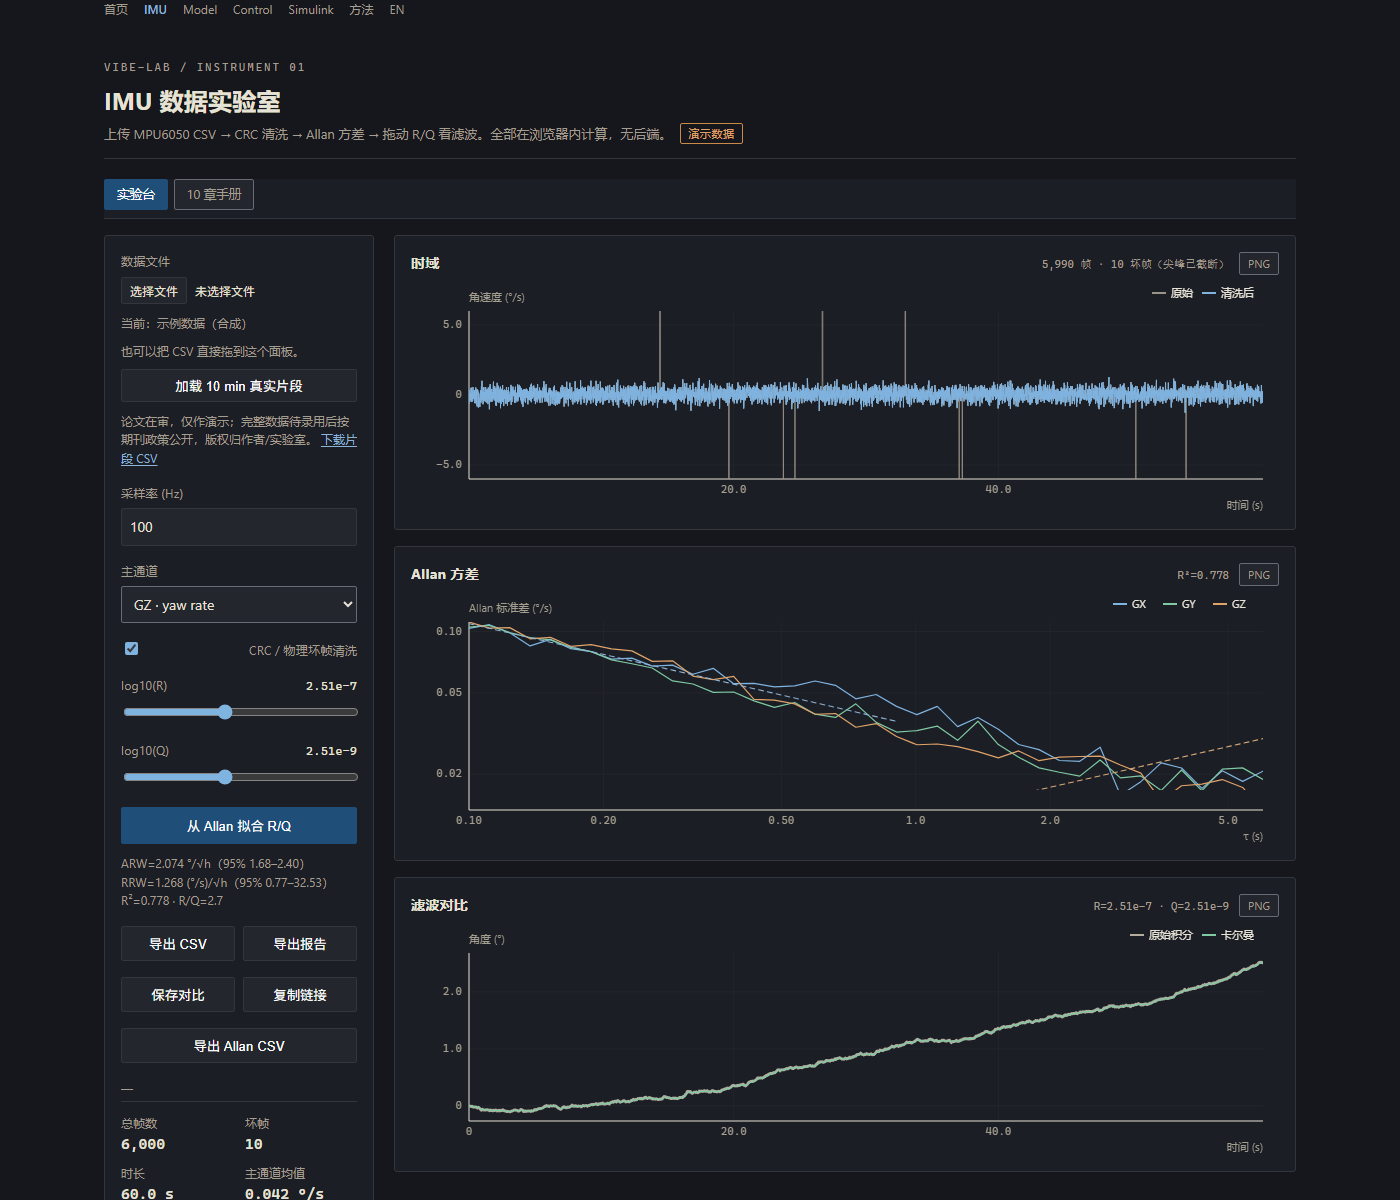 首页 IMU Model Control Simulink 方法 EN
VIBE-LAB / INSTRUMENT 01
IMU 数据实验室
上传 MPU6050 CSV → CRC 清洗 → Allan 方差 → 拖动 R/Q 看滤波。全部在浏览器内计算，无后端。 演示数据
实验台 10 章手册
数据文件
选择文件 未选择文件
当前：示例数据（合成）
也可以把 CSV 直接拖到这个面板。
加载 10 min 真实片段
论文在审，仅作演示；完整数据待录用后按
期刊政策公开，版权归作者/实验室。 下载片
段 CSV
采样率 (Hz)
100
主通道
GZ · yaw rate
CRC / 物理坏帧清洗
log10(R) 2.51e-7
log10(Q) 2.51e-9
从 Allan 拟合 R/Q
ARW=2.074 °/√h（95% 1.68–2.40）
RRW=1.268 (°/s)/√h（95% 0.77–32.53）
R²=0.778 · R/Q=2.7
导出 CSV 导出报告
保存对比 复制链接
导出 Allan CSV
—
总帧数 坏帧
6,000 10
时长 主通道均值
60.0 s 0.042 °/s
时域 5,990 帧 · 10 坏帧（尖峰已截断） PNG
角速度 (°/s) 原始 清洗后
5.0
0
−5.0
20.0 40.0
时间 (s)
Allan 方差 R²=0.778 PNG
Allan 标准差 (°/s) GX GY GZ
0.10
0.05
0.02
0.10 0.20 0.50 1.0 2.0 5.0
τ (s)
滤波对比 R=2.51e-7 · Q=2.51e-9 PNG
角度 (°) 原始积分 卡尔曼
2.0
1.0
0
0 20.0 40.0
时间 (s)